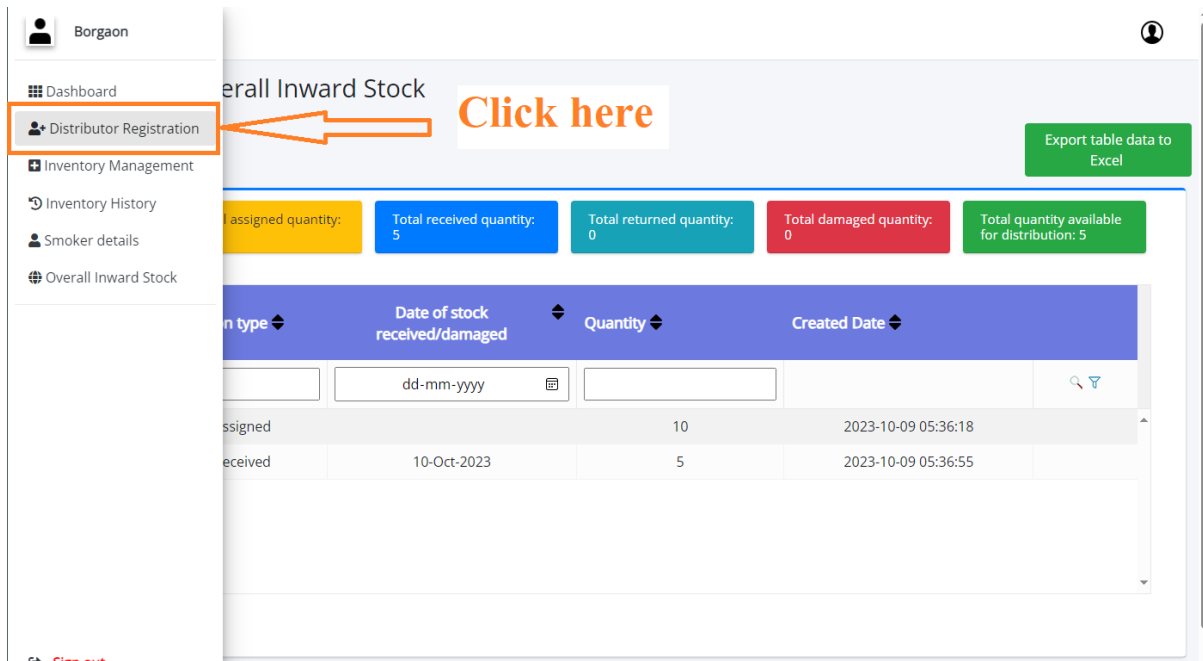 Borgaon
Dashboard
Distributor Registration
Inventory Management
Inventory History
Smoker details
Overall Inward Stock
Sign out
erall Inward Stock
Click here
Export table data to
Excel
l assigned quantity:
Total received quantity:
5
Total returned quantity:
0
Total damaged quantity:
0
Total quantity available
for distribution: 5
n type
Date of stock
received/damaged
Quantity
Created Date
dd-mm-yyyy
ssigned 10 2023-10-09 05:36:18
eceived 10-Oct-2023 5 2023-10-09 05:36:55